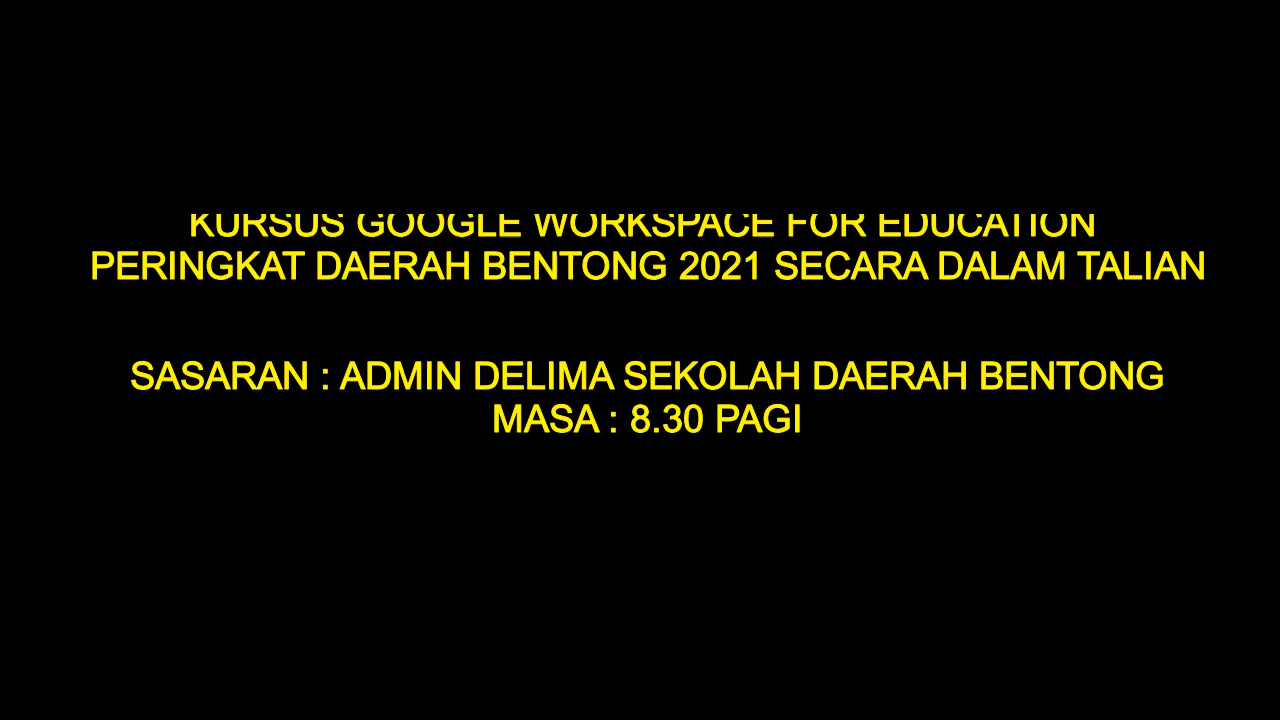 KURSUS GOOGLE WORKSPACE FOR EDUCATION
PERINGKAT DAERAH BENTONG 2021 SECARA DALAM TALIAN
SASARAN : ADMIN DELIMA SEKOLAH DAERAH BENTONG
MASA : 8.30 PAGI